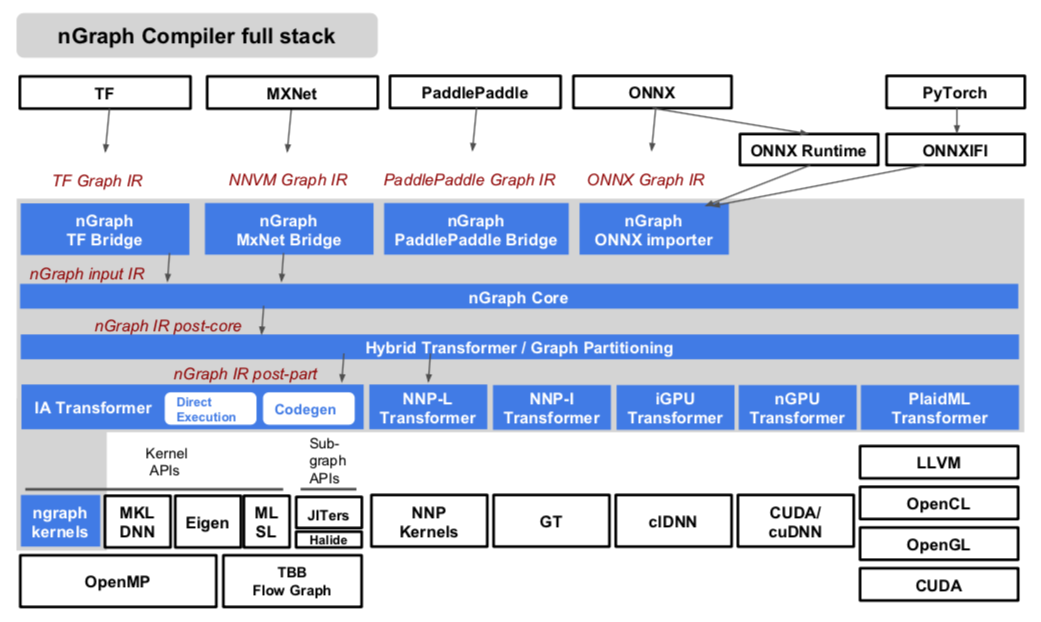 nGraph Compiler full stack
TF
MXNet
PaddlePaddle
ONNX
PyTorch
ONNX Runtime
ONNXIFI
TF Graph IR
NNVM Graph IR
PaddlePaddle Graph IR
ONNX Graph IR
nGraph
TF Bridge
nGraph
MxNet Bridge
nGraph
PaddlePaddle Bridge
nGraph
ONNX importer
nGraph input IR
nGraph Core
nGraph IR post-core
Hybrid Transformer / Graph Partitioning
nGraph IR post-part
IA Transformer
Direct
Execution
Codegen
NNP-L
Transformer
NNP-I
Transformer
iGPU
Transformer
nGPU
Transformer
PlaidML
Transformer
Kernel
APIs
Sub-
graph
APIs
ngraph
kernels
MKL
DNN
Eigen
ML
SL
JITers
Halide
NNP
Kernels
GT
clDNN
CUDA/
cuDNN
LLVM
OpenCL
OpenGL
CUDA
OpenMP
TBB
Flow Graph